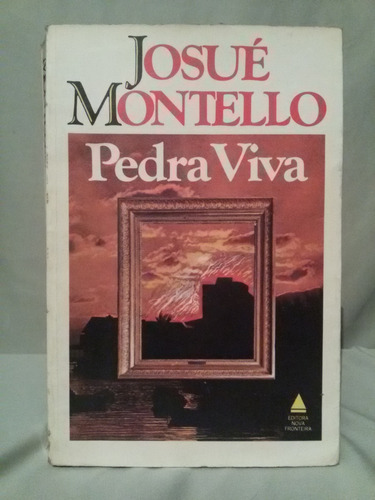 JOSUÉ
MONTELLO
Pedra Viva
EDITORA
NOVA
FRONTEIRA